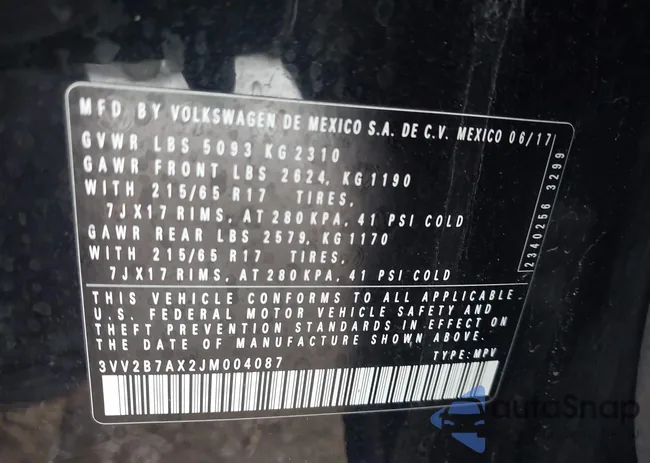 MFD. BY VOLKSWAGEN DE MEXICO S.A. DE C.V. MEXICO 06/17
GVWR LBS 5093 KG 2310
GAWR FRONT LBS 2624, KG 1190
WITH 215/65 R17 TIRES,
7JX17 RIMS, AT 280 KPA, 41 PSI COLD
GAWR REAR LBS 2579, KG 1170
WITH 215/65 R17 TIRES,
7JX17 RIMS, AT 280 KPA, 41 PSI COLD
THIS VEHICLE CONFORMS TO ALL APPLICABLE
U.S. FEDERAL MOTOR VEHICLE SAFETY AND
THEFT PREVENTION STANDARDS IN EFFECT ON
THE DATE OF MANUFACTURE SHOWN ABOVE.
3VV2B7AX2JM004087 TYPE: MPV
2340256 3299
autoSnap